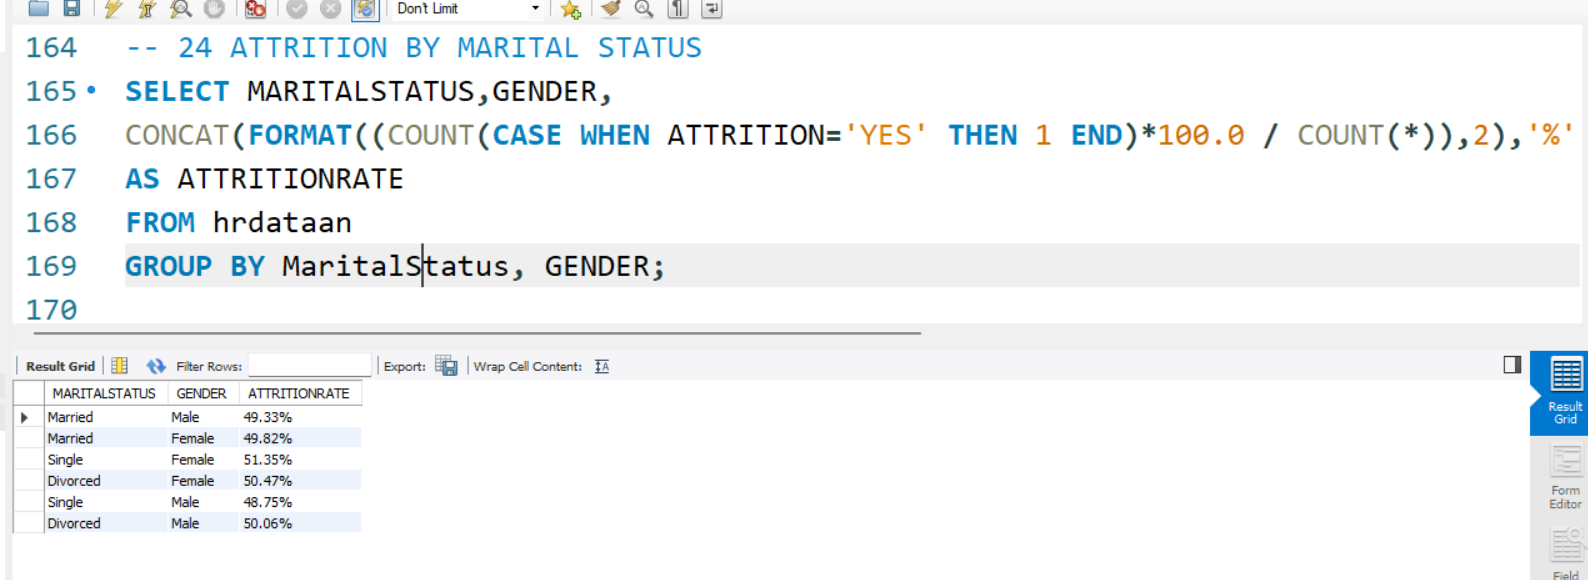 Don't Limit
164 -- 24 ATTRITION BY MARITAL STATUS
165 SELECT MARITALSTATUS,GENDER,
166 CONCAT(FORMAT((COUNT(CASE WHEN ATTRITION='YES' THEN 1 END)*100.0 / COUNT(*)),2),'%'
167 AS ATTRITIONRATE
168 FROM hrdataan
169 GROUP BY MaritalStatus, GENDER;
170
Result Grid Filter Rows: Export: Wrap Cell Content:
MARITALSTATUS GENDER ATTRITIONRATE
Married Male 49.33%
Married Female 49.82%
Single Female 51.35%
Divorced Female 50.47%
Single Male 48.75%
Divorced Male 50.06%
Result
Grid
Form
Editor
Field